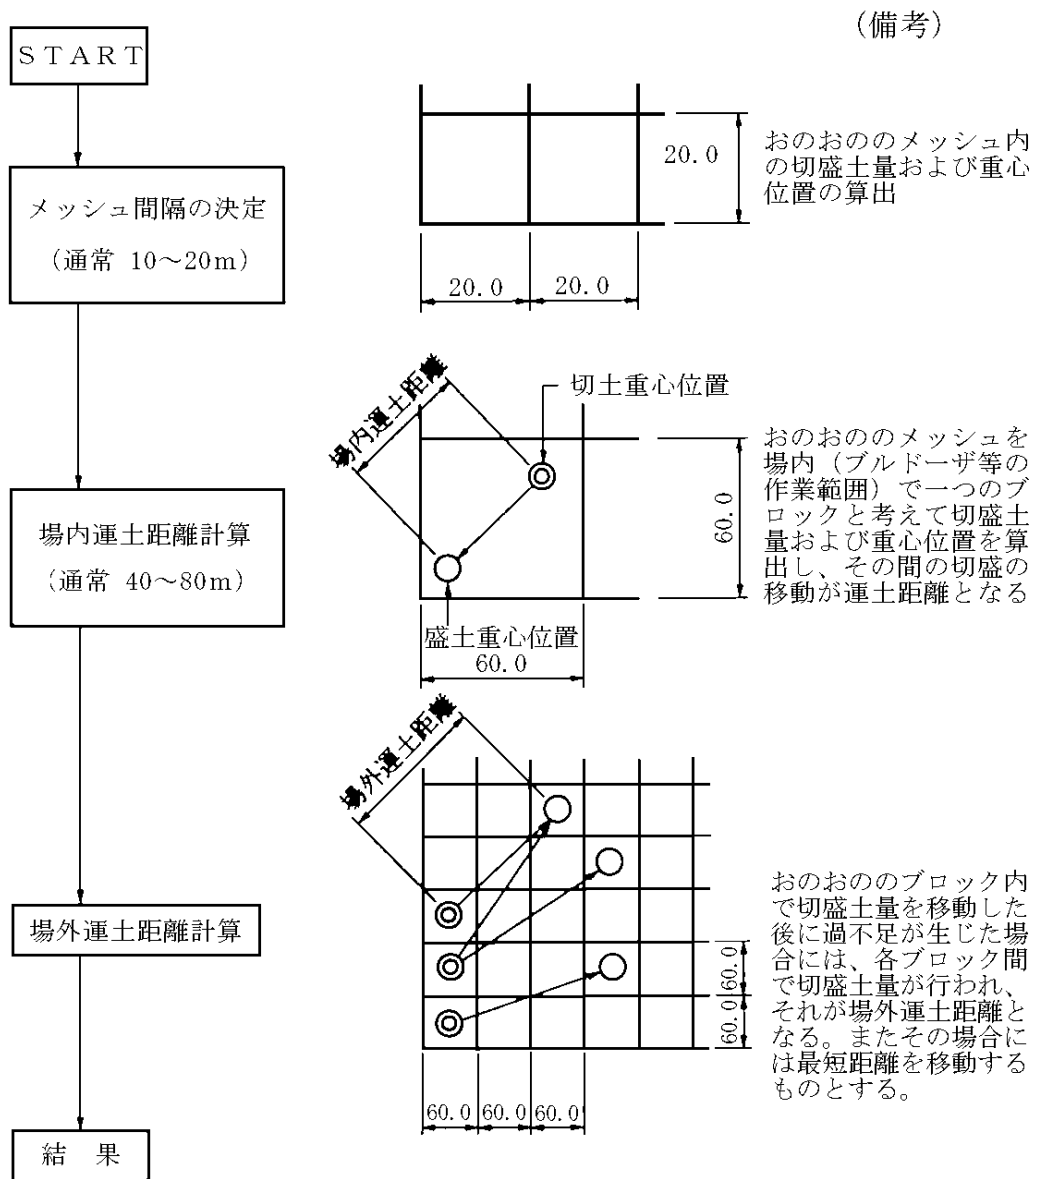 （備考）
ＳＴＡＲＴ
20.0
おのおののメッシュ内
の切盛土量および重心
位置の算出
メッシュ間隔の決定
（通常 10～20m）
20.0
20.0
場内運土距離
切土重心位置
おのおののメッシュを
場内（ブルドーザ等の
作業範囲）で一つのブ
ロックと考えて切盛土
量および重心位置を算
出し、その間の切盛の
移動が運土距離となる
60.0
場内運土距離計算
（通常 40～80m）
盛土重心位置
60.0
場外運土距離
おのおののブロック内
で切盛土量を移動した
後に過不足が生じた場
合には、各ブロック間
で切盛土量が行われ、
それが場外運土距離と
なる。またその場合に
は最短距離を移動する
ものとする。
場外運土距離計算
60.0
60.0
60.0
60.0
60.0
結　果